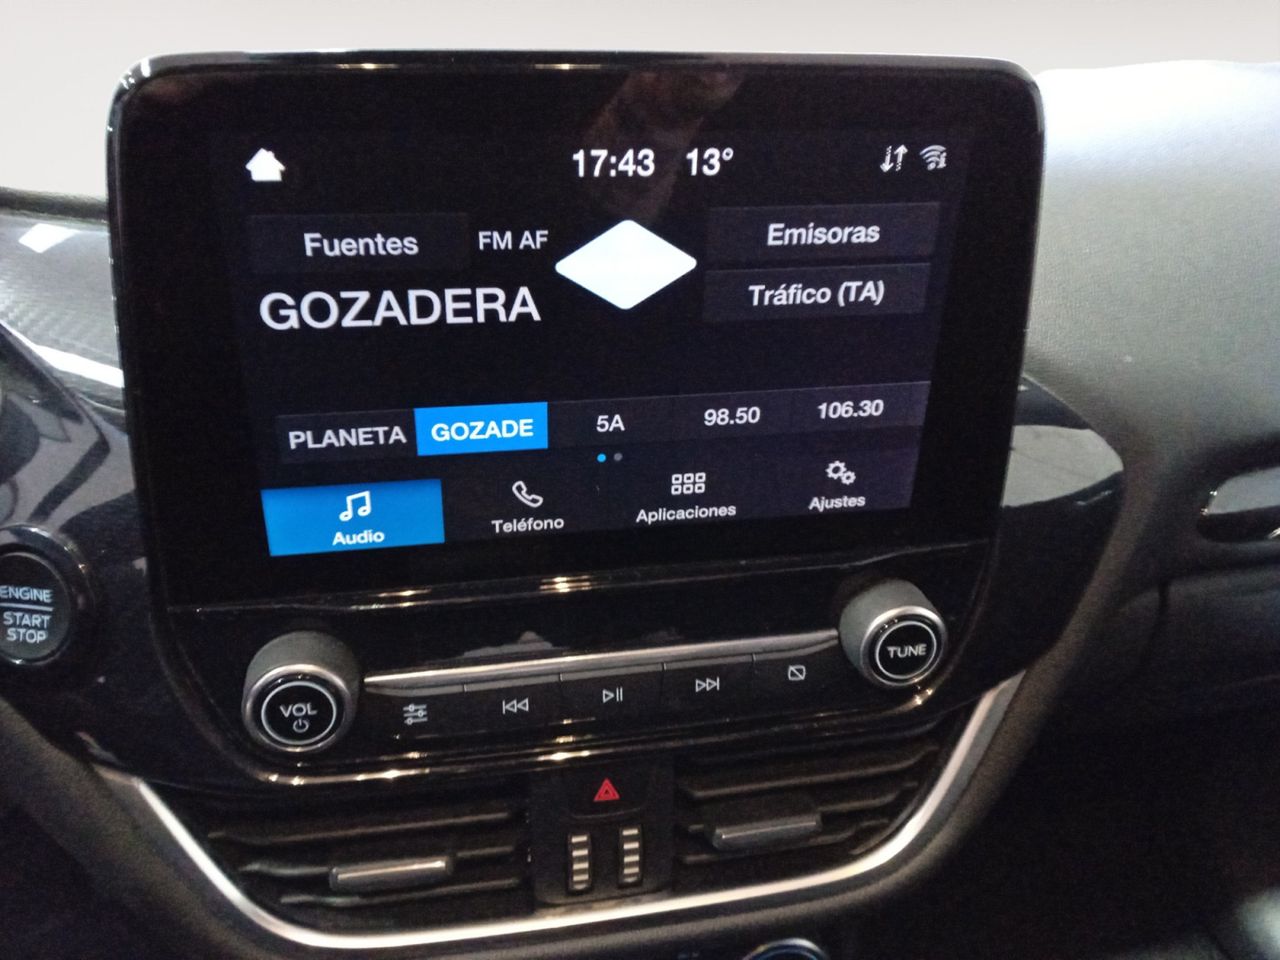 17:43 13°
Fuentes
FM AF
Emisoras
GOZADERA
Tráfico (TA)
PLANETA GOZADE 5A 98.50 106.30
Audio
Teléfono
Aplicaciones
Ajustes
ENGINE
START
STOP
VOL
TUNE